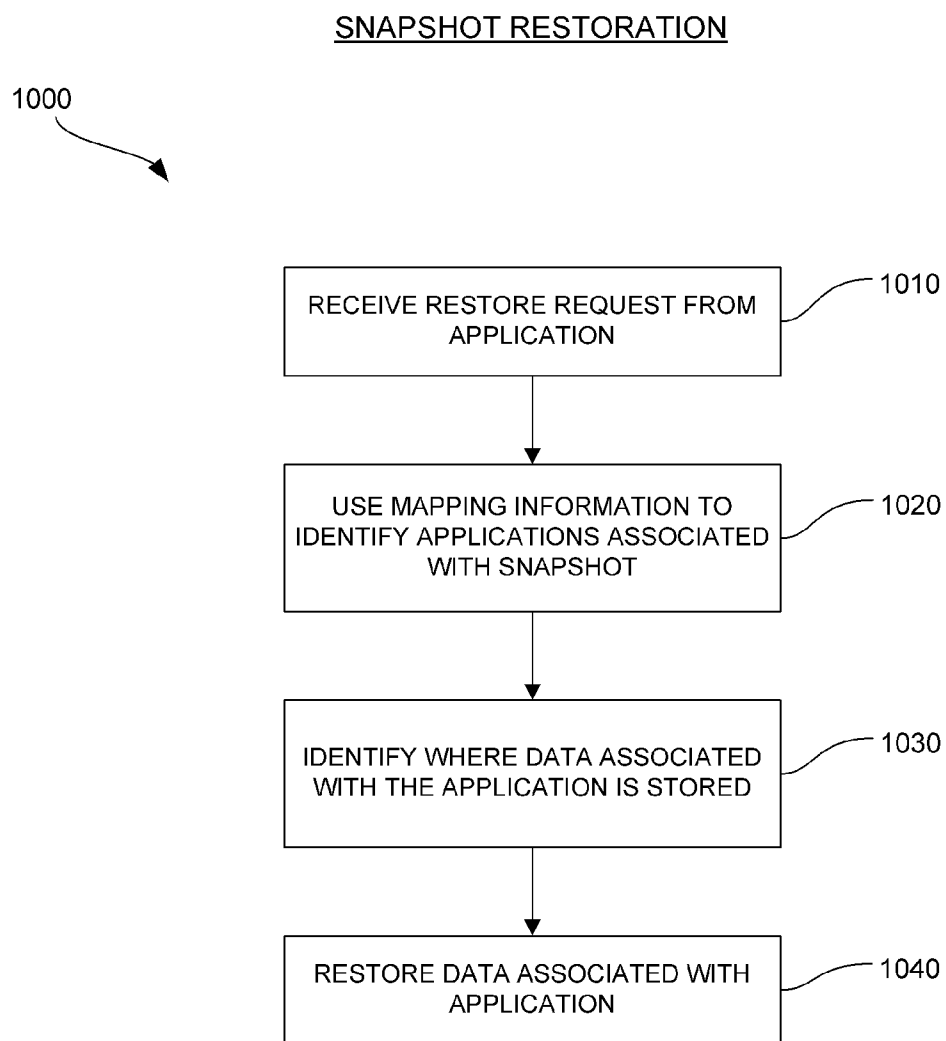 SNAPSHOT RESTORATION
1000
RECEIVE RESTORE REQUEST FROM
APPLICATION
1010
USE MAPPING INFORMATION TO
IDENTIFY APPLICATIONS ASSOCIATED
WITH SNAPSHOT
1020
IDENTIFY WHERE DATA ASSOCIATED
WITH THE APPLICATION IS STORED
1030
RESTORE DATA ASSOCIATED WITH
APPLICATION
1040